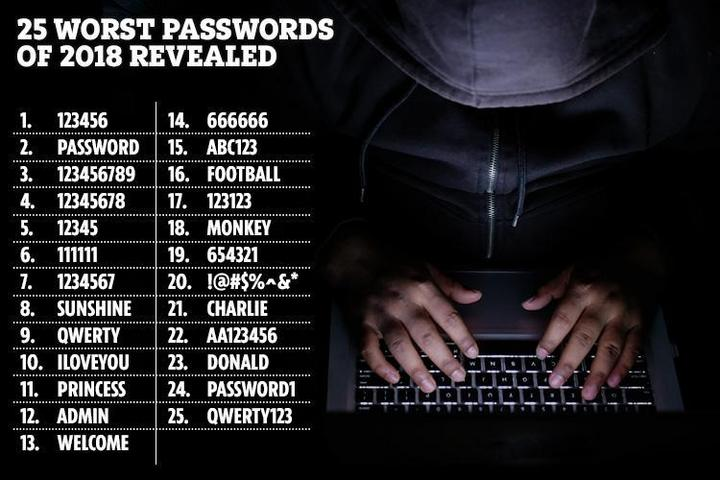 25 WORST PASSWORDS
OF 2018 REVEALED
1. 123456
2. PASSWORD
3. 123456789
4. 12345678
5. 12345
6. 111111
7. 1234567
8. SUNSHINE
9. QWERTY
10. ILOVEYOU
11. PRINCESS
12. ADMIN
13. WELCOME
14. 666666
15. ABC123
16. FOOTBALL
17. 123123
18. MONKEY
19. 654321
20. !@#$%^&*
21. CHARLIE
22. AA123456
23. DONALD
24. PASSWORD1
25. QWERTY123